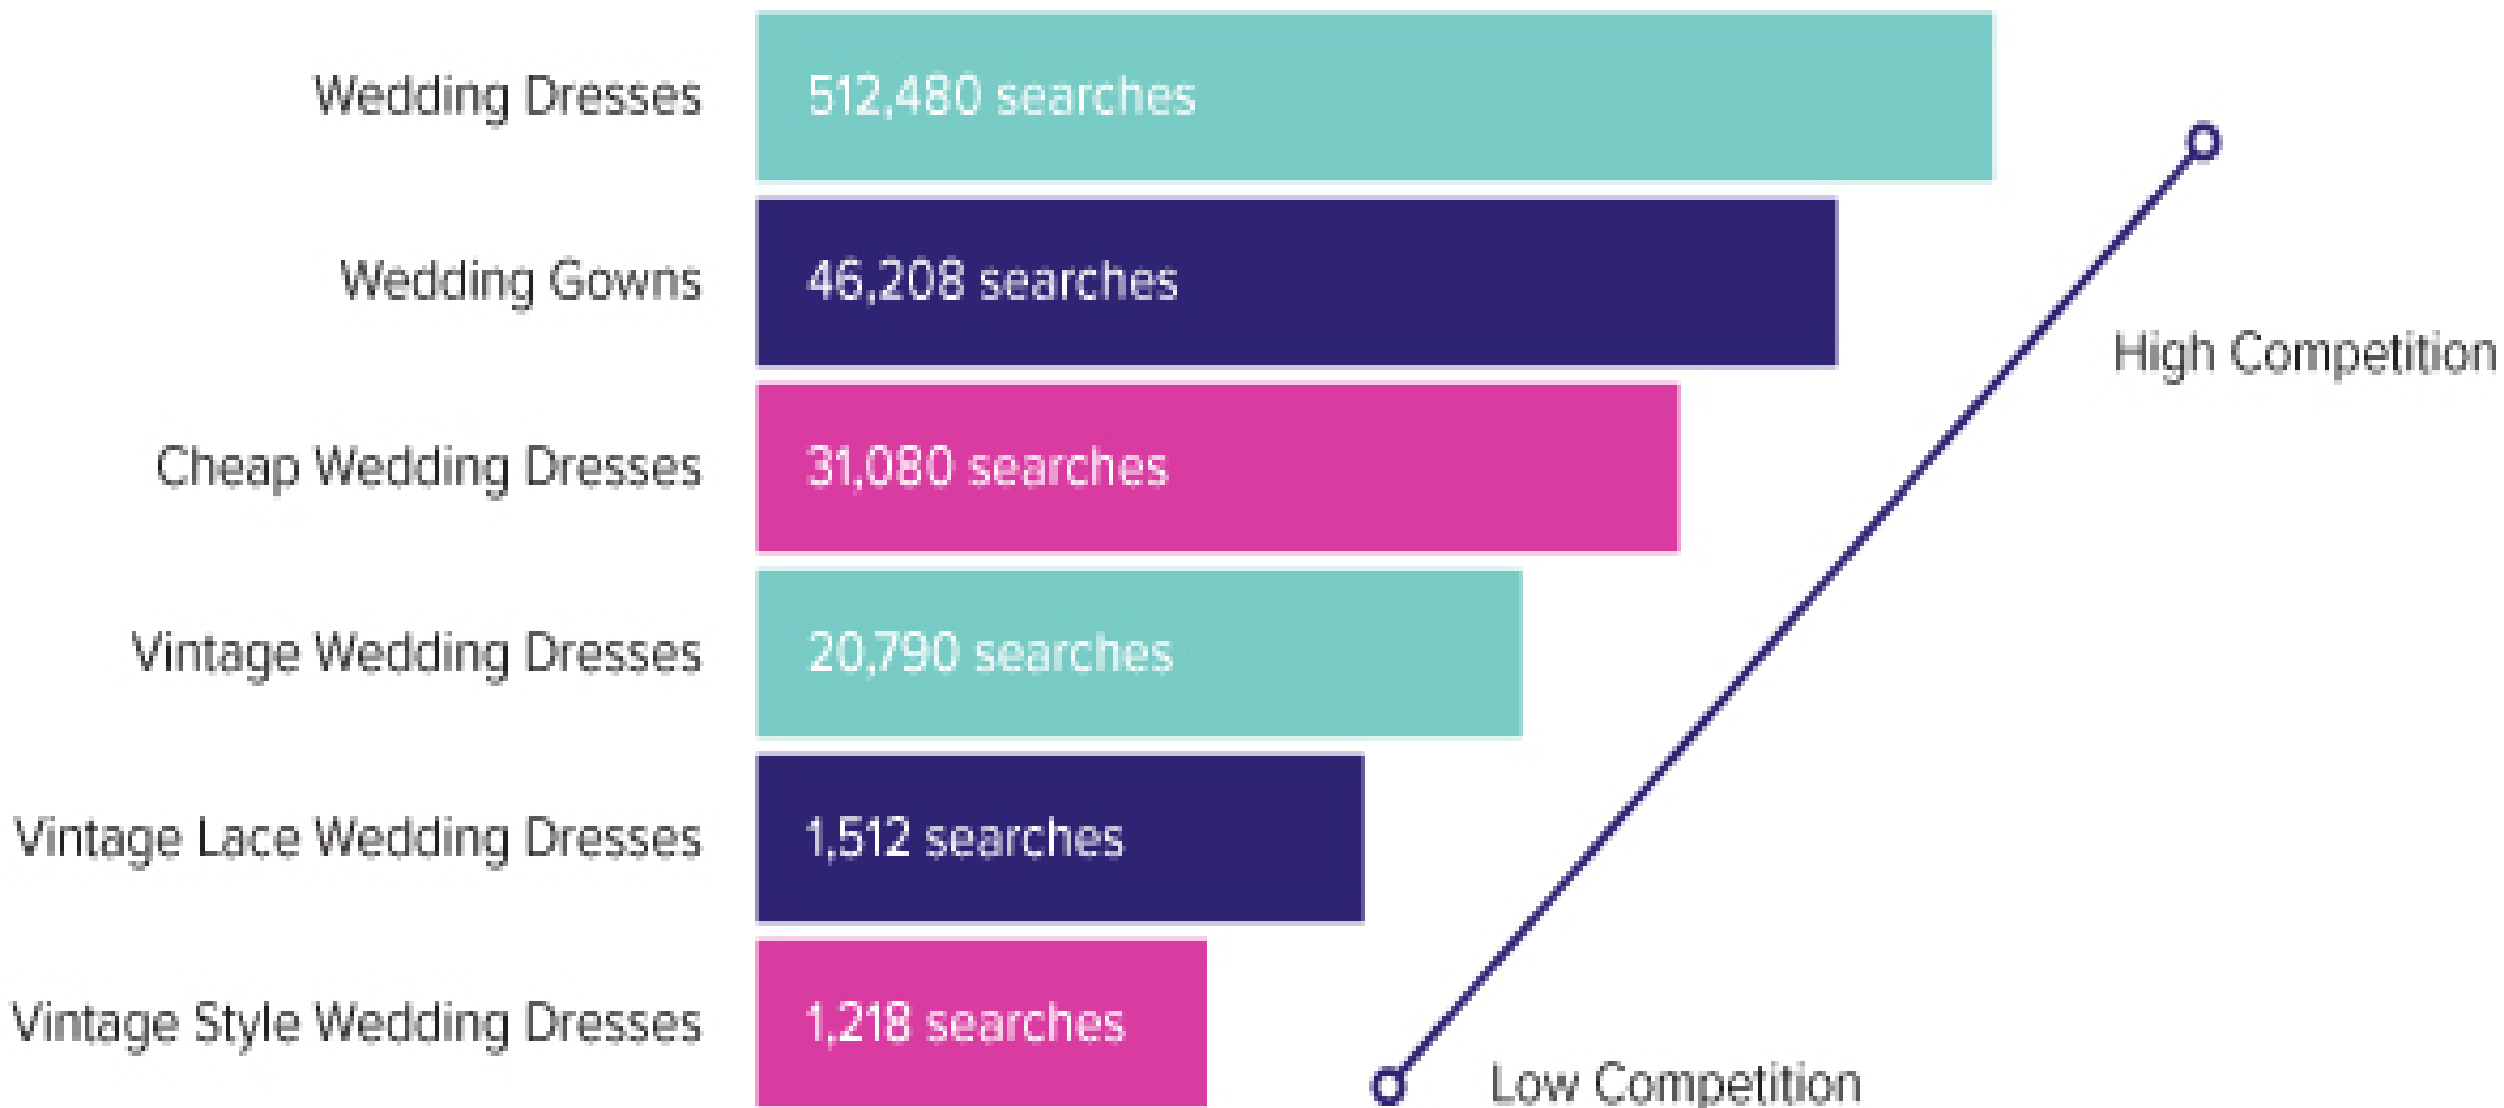 Wedding Dresses
512,480 searches
Wedding Gowns
46,208 searches
High Competition
Cheap Wedding Dresses
31,080 searches
Vintage Wedding Dresses
20,790 searches
Vintage Lace Wedding Dresses
1,512 searches
Vintage Style Wedding Dresses
1,218 searches
Low Competition